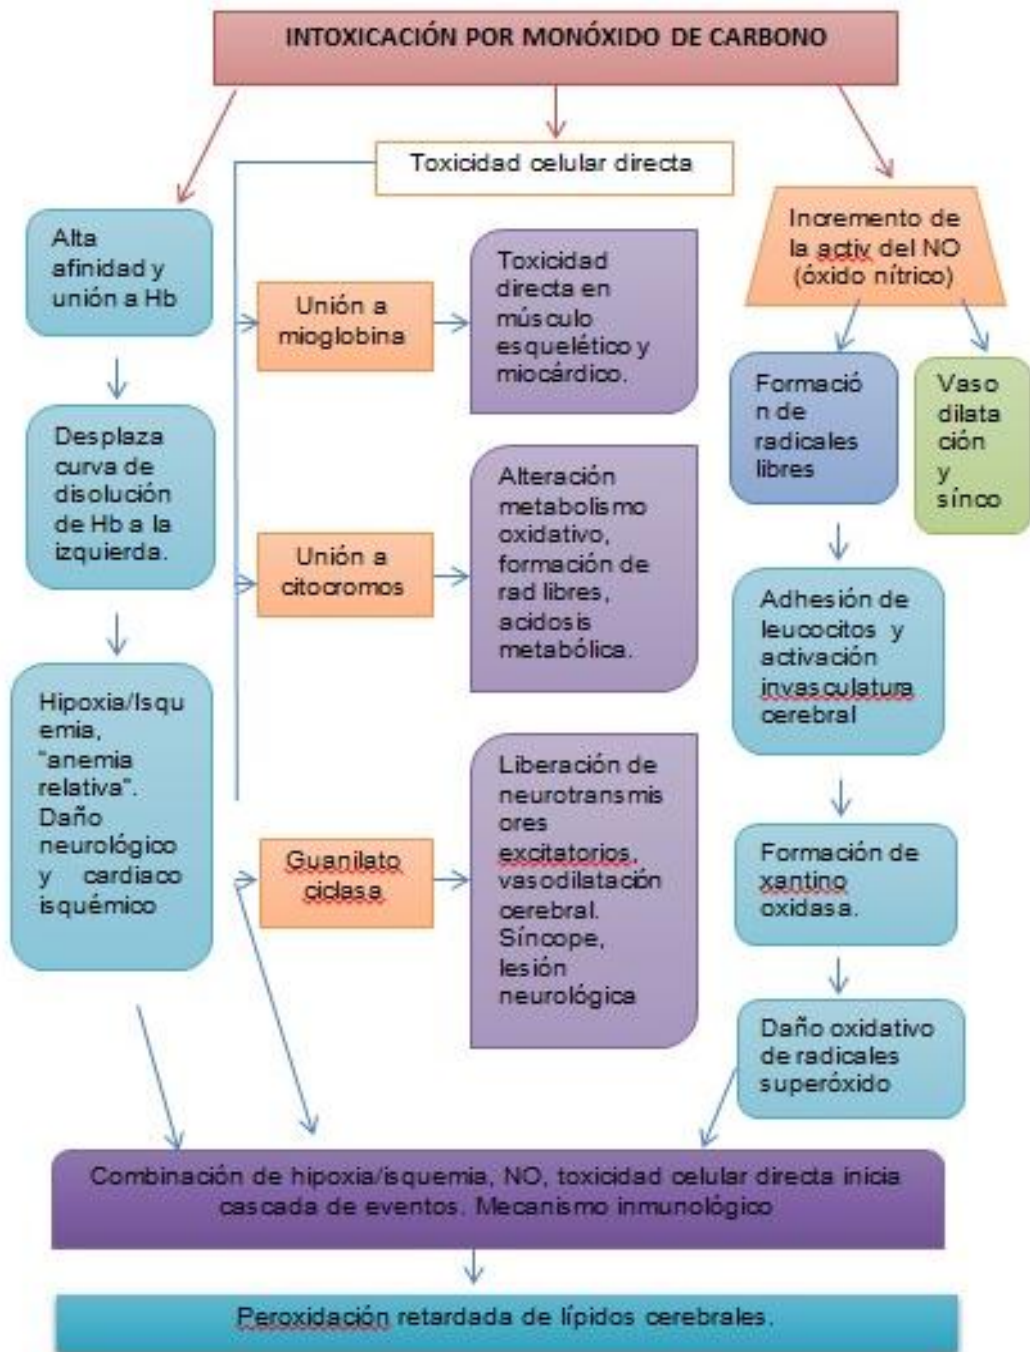 INTOXICACIÓN POR MONÓXIDO DE CARBONO
Toxicidad celular directa
Alta
afinidad y
unión a Hb
Desplaza
curva de
disolución
de Hb a la
izquierda.
Hipoxia/Isqu
emia,
"anemia
relativa".
Daño
neurológico
y cardiaco
isquémico
Unión a
mioglobina
Toxicidad
directa en
músculo
esquelético y
miocárdico.
Unión a
citocromos
Alteración
metabolismo
oxidativo,
formación de
rad libres,
acidosis
metabólica.
Guanilato
ciclasa
Liberación de
neurotransmis
ores
excitatorios,
vasodilatación
cerebral.
Síncope,
lesión
neurológica
Incremento de
la activ del NO
(óxido nítrico)
Formació
n de
radicales
libres
Vaso
dilata
ción
y
sínco
Adhesión de
leucocitos y
activación
invasculatura
cerebral
Formación de
xantino
oxidasa.
Daño oxidativo
de radicales
superóxido
Combinación de hipoxia/isquemia, NO, toxicidad celular directa inicia
cascada de eventos. Mecanismo inmunológico
Peroxidación retardada de lípidos cerebrales.